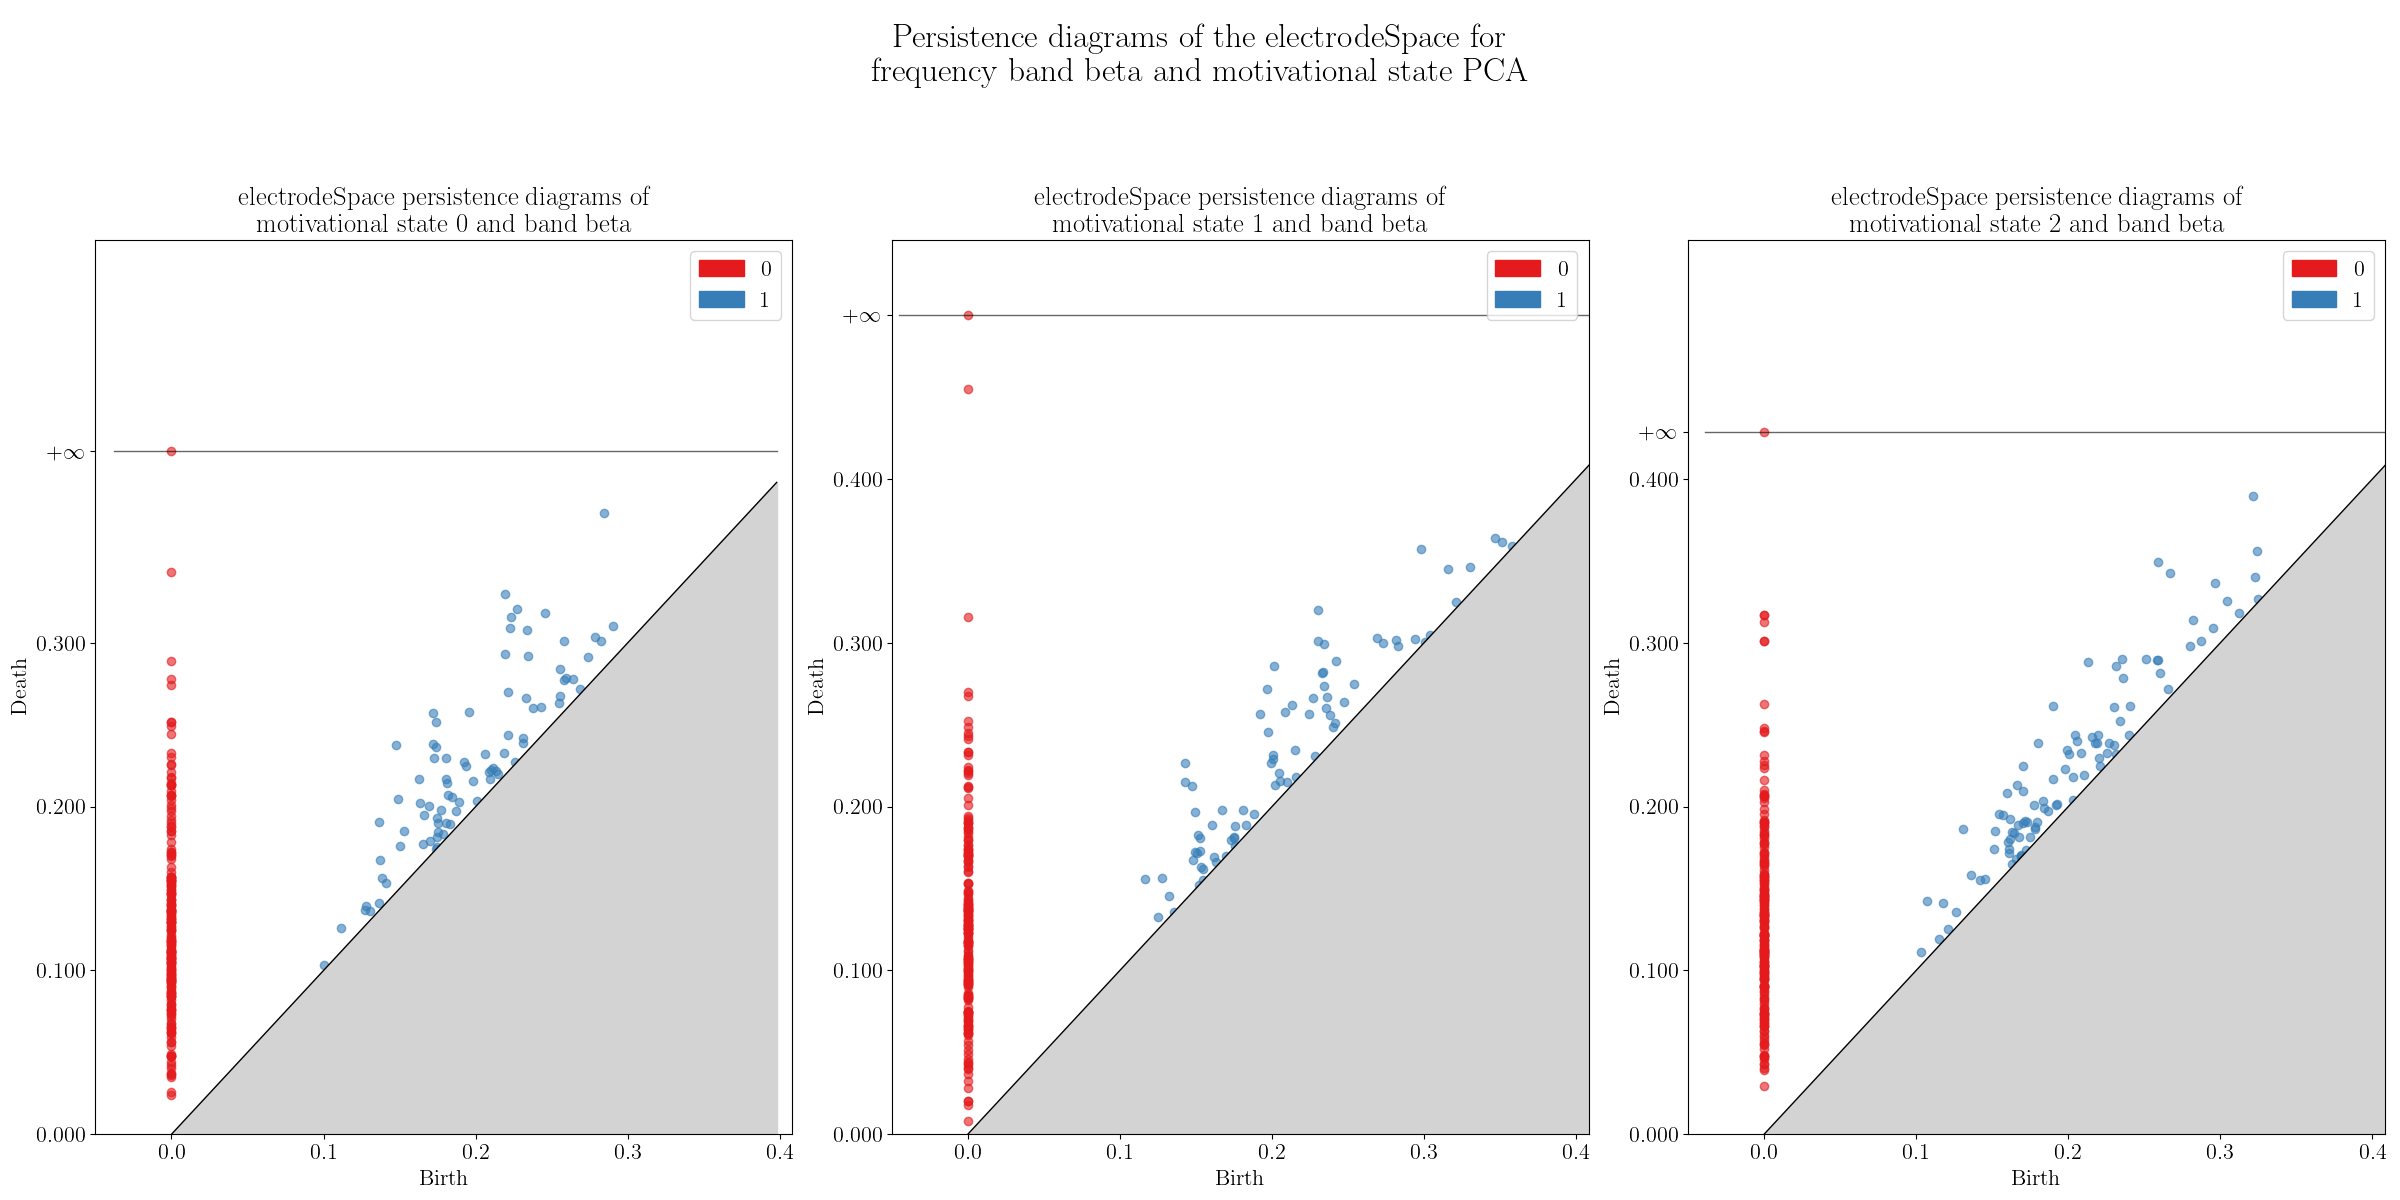 Persistence diagrams of the electrodeSpace for
frequency band beta and motivational state PCA
electrodeSpace persistence diagrams of
motivational state 0 and band beta
0
1
+∞
0.300
0.200
0.100
0.000
Death
0.0 0.1 0.2 0.3 0.4
Birth
electrodeSpace persistence diagrams of
motivational state 1 and band beta
0
1
+∞
0.400
0.300
0.200
0.100
0.000
Death
0.0 0.1 0.2 0.3 0.4
Birth
electrodeSpace persistence diagrams of
motivational state 2 and band beta
0
1
+∞
0.400
0.300
0.200
0.100
0.000
Death
0.0 0.1 0.2 0.3 0.4
Birth